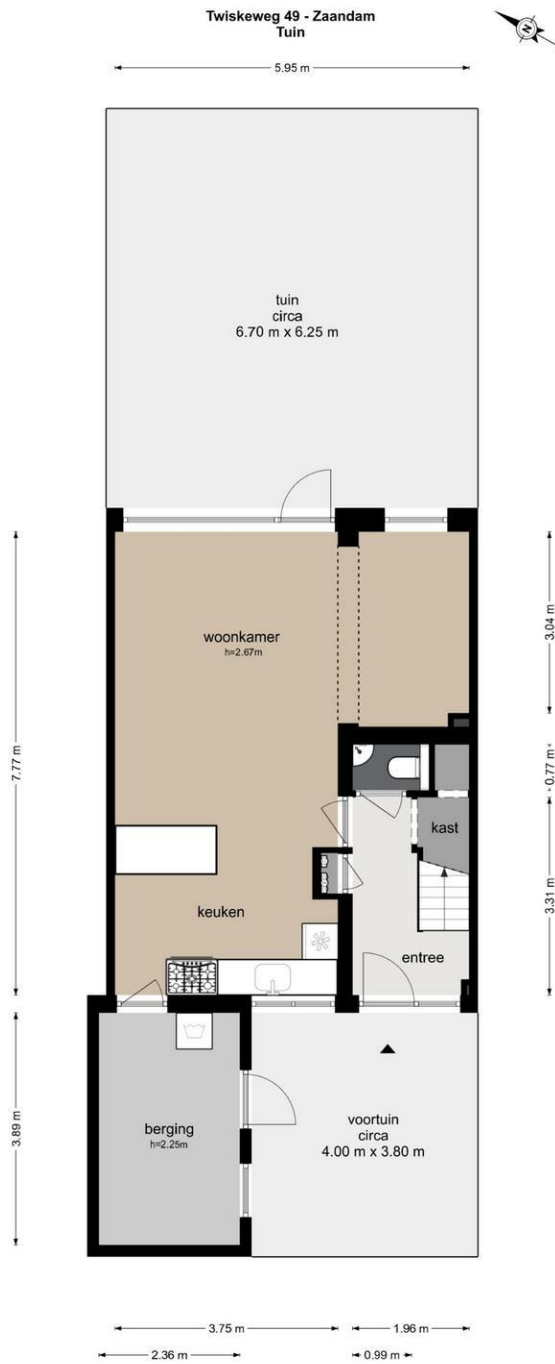 Twiskeweg 49 - Zaandam
Tuin
N
5.95 m
tuin
circa
6.70 m x 6.25 m
woonkamer
h=2.67m
3.04 m
7.77 m
0.77 m
kast
3.31 m
keuken
entree
berging
h=2.25m
voortuin
circa
4.00 m x 3.80 m
3.89 m
3.75 m
1.96 m
2.36 m
0.99 m